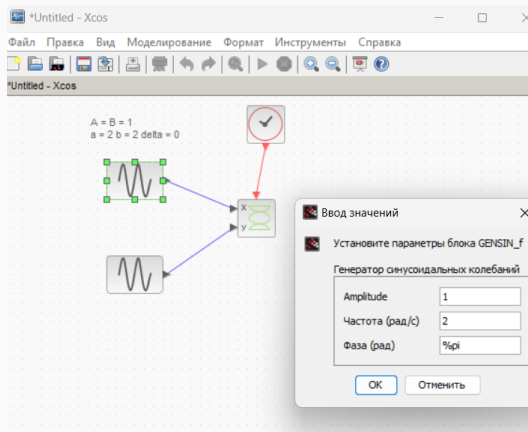 *Untitled - Xcos
Файл Правка Вид Моделирование Формат Инструменты Справка
*Untitled - Xcos
A = B = 1
a = 2 b = 2 delta = 0
x
y
Ввод значений
Установите параметры блока GENSIN_f
Генератор синусоидальных колебаний
Amplitude 1
Частота (рад/с) 2
Фаза (рад) %pi
OK Отменить